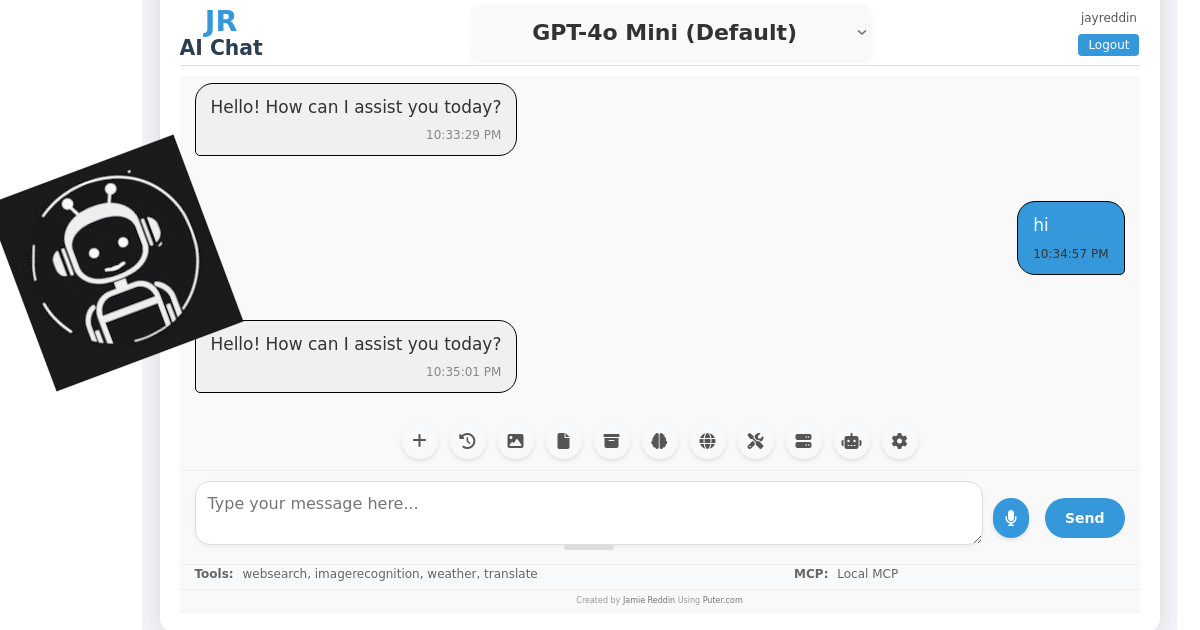 JR
AI Chat
GPT-4o Mini (Default)
jayreddin
Logout
Hello! How can I assist you today?
10:33:29 PM
hi
10:34:57 PM
Hello! How can I assist you today?
10:35:01 PM
Type your message here...
Send
Tools: websearch, imagerecognition, weather, translate
MCP: Local MCP
Created by Jamie Reddin Using Puter.com